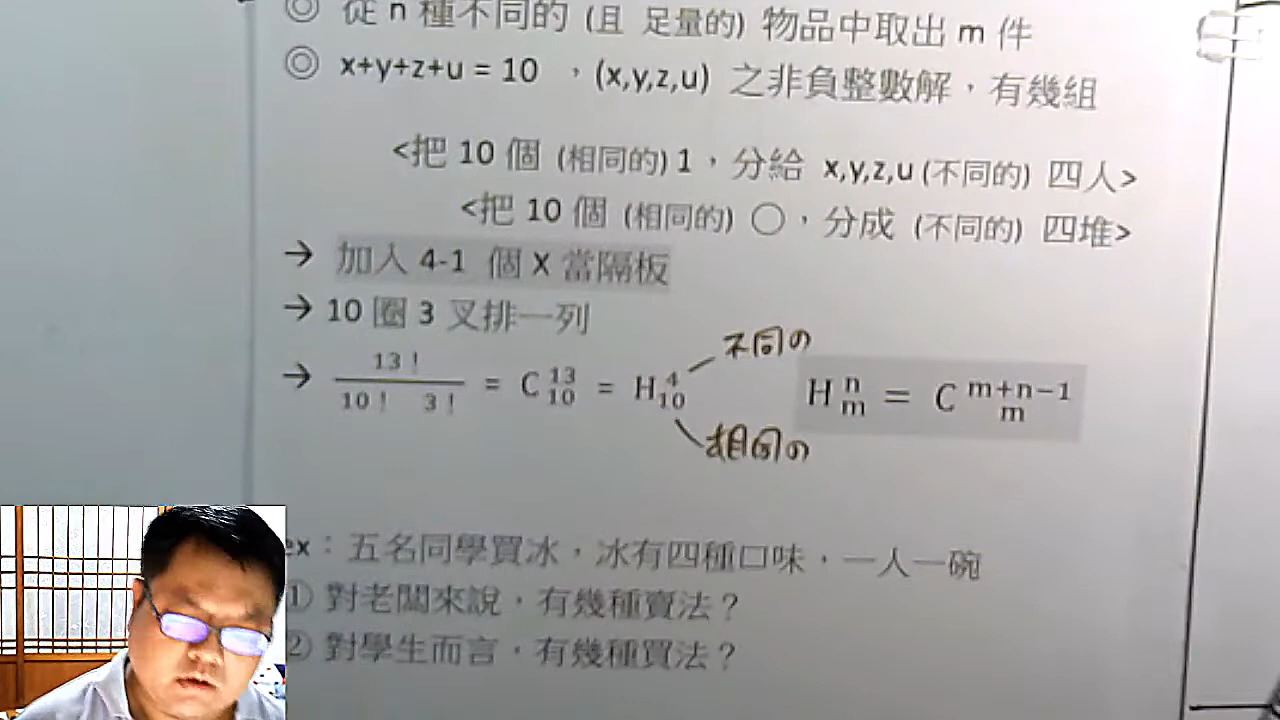 ◎ 從 n 種不同的 (且 足量的) 物品中取出 m 件
◎ x+y+z+u = 10 ，(x,y,z,u) 之非負整數解，有幾組
<把 10 個 (相同的) 1，分給 x,y,z,u (不同的) 四人>
<把 10 個 (相同的) ○，分成 (不同的) 四堆>
→ 加入 4-1 個 X 當隔板
→ 10 圈 3 叉排一列
→ 13！/ 10！ 3！ = C 13 10 = H 4 10
不同の
相同の
H n m = C m+n−1 m
ex：五名同學買冰，冰有四種口味，一人一碗
① 對老闆來說，有幾種賣法？
② 對學生而言，有幾種買法？